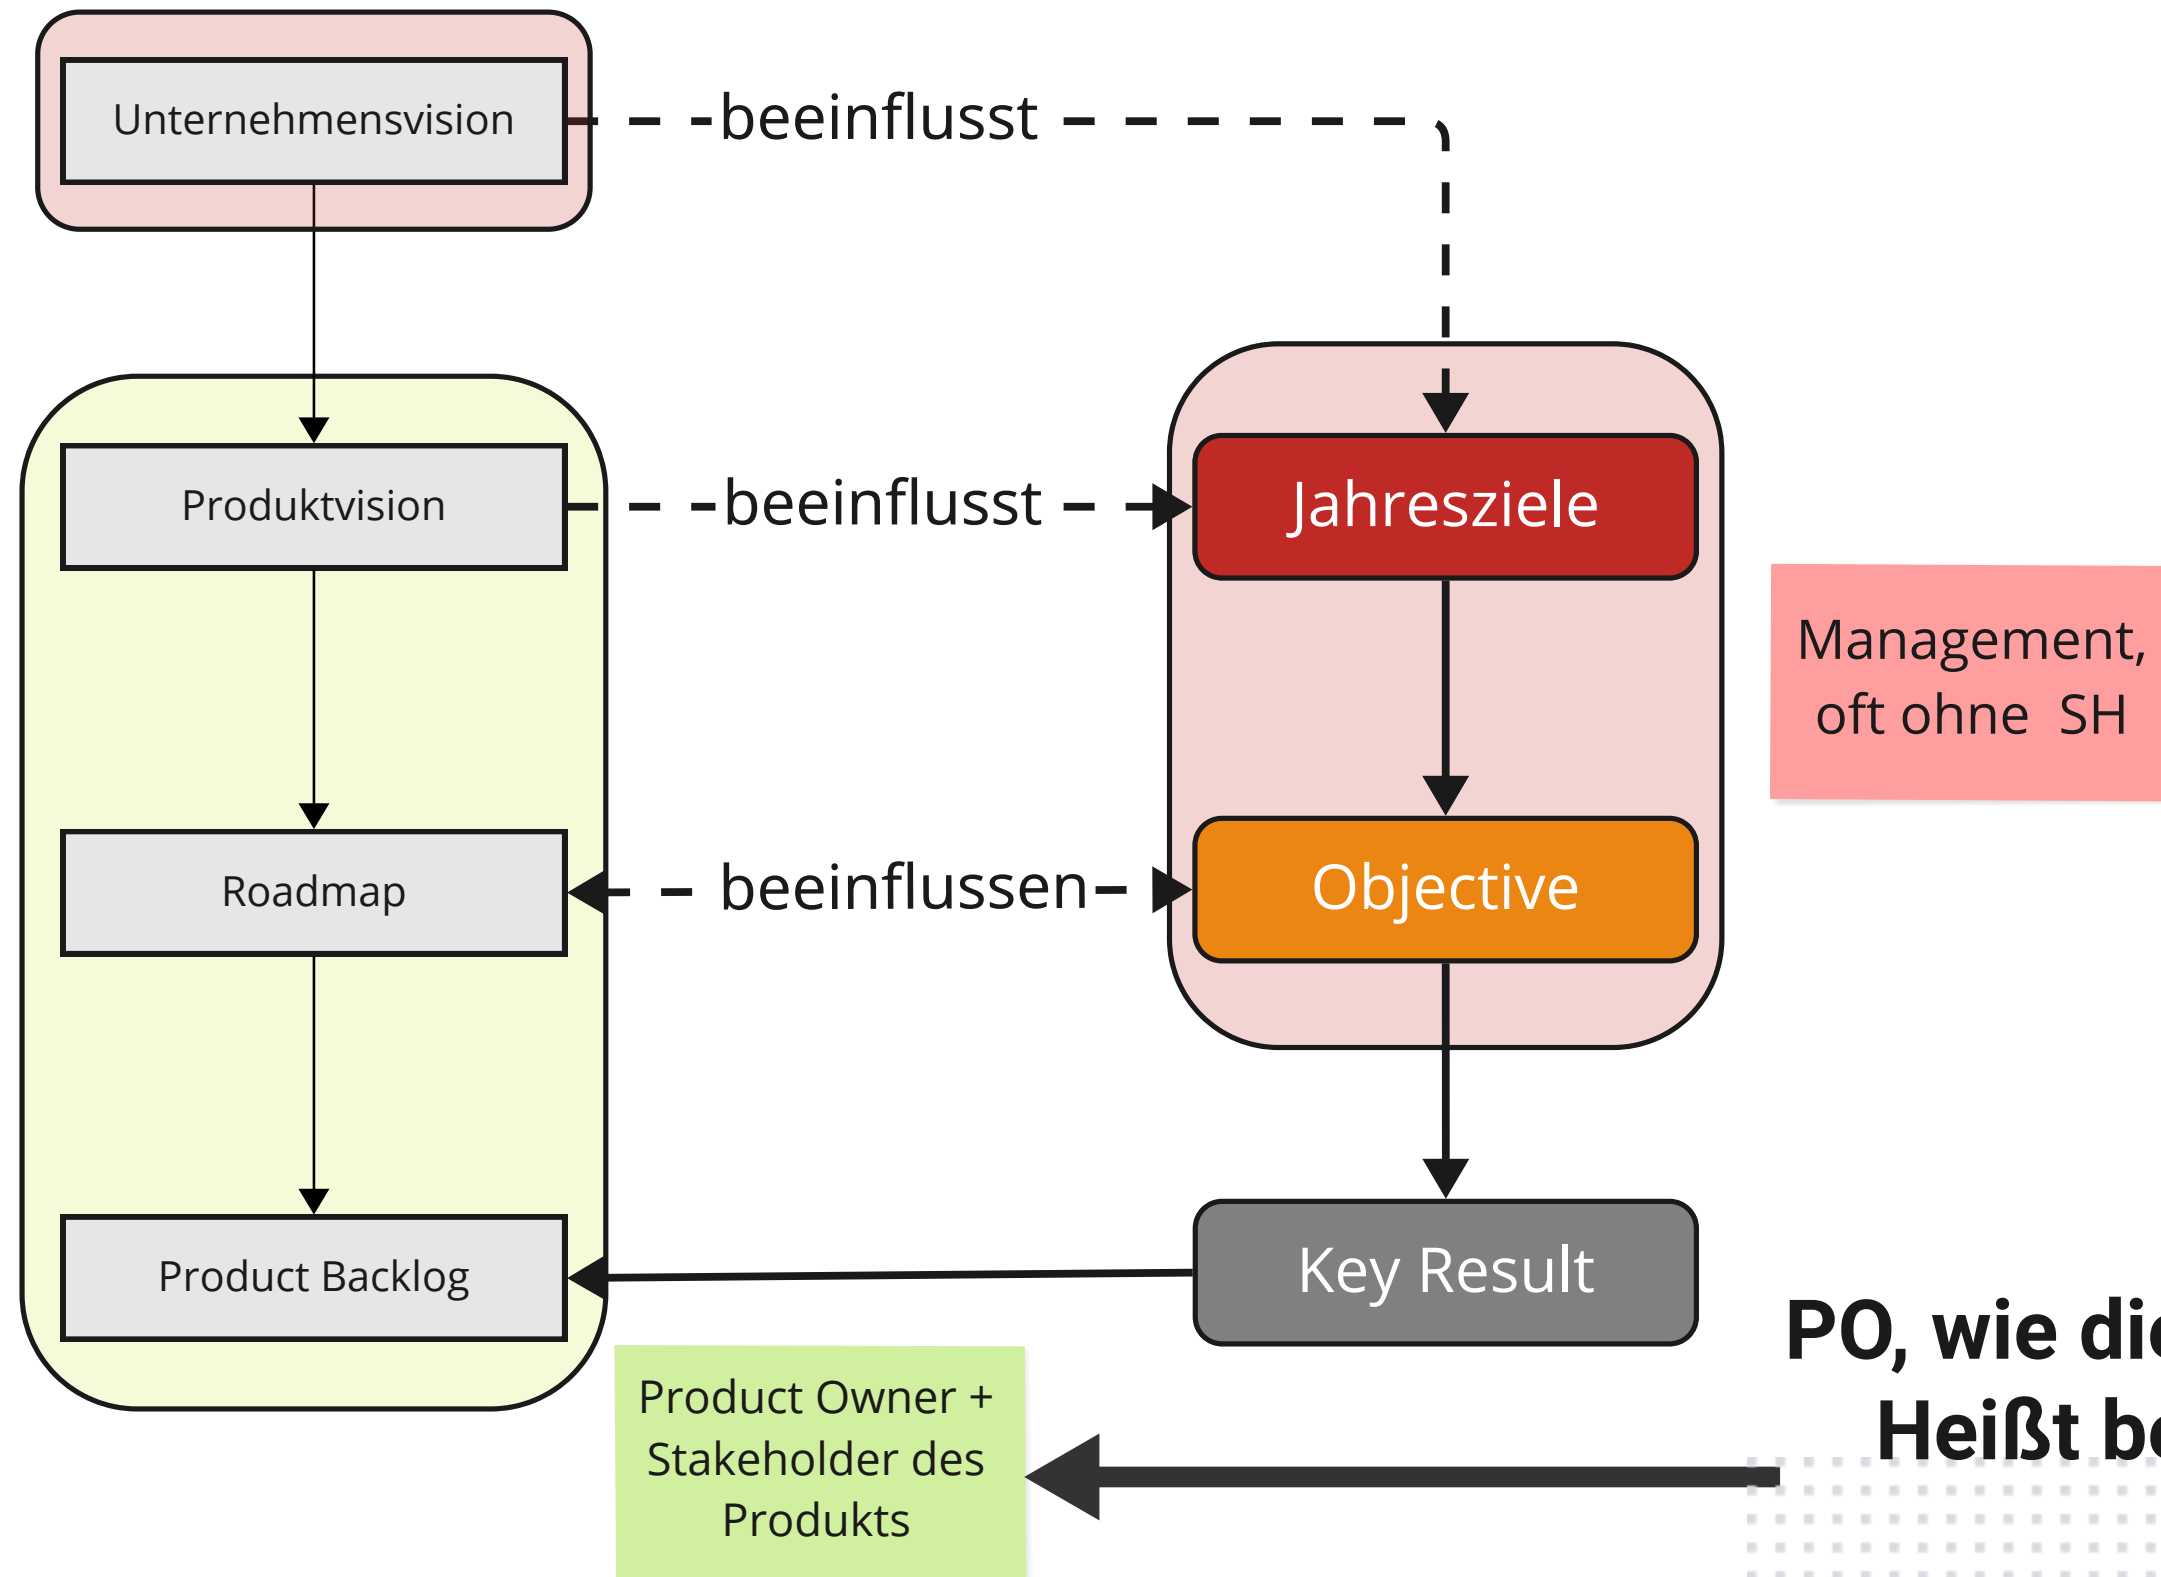 Unternehmensvision
beeinflusst
Produktvision
beeinflusst
Jahresziele
Management,
oft ohne SH
Roadmap
beeinflussen
Objective
Product Backlog
Key Result
PO, wie
Heißt
Product Owner +
Stakeholder des
Produkts